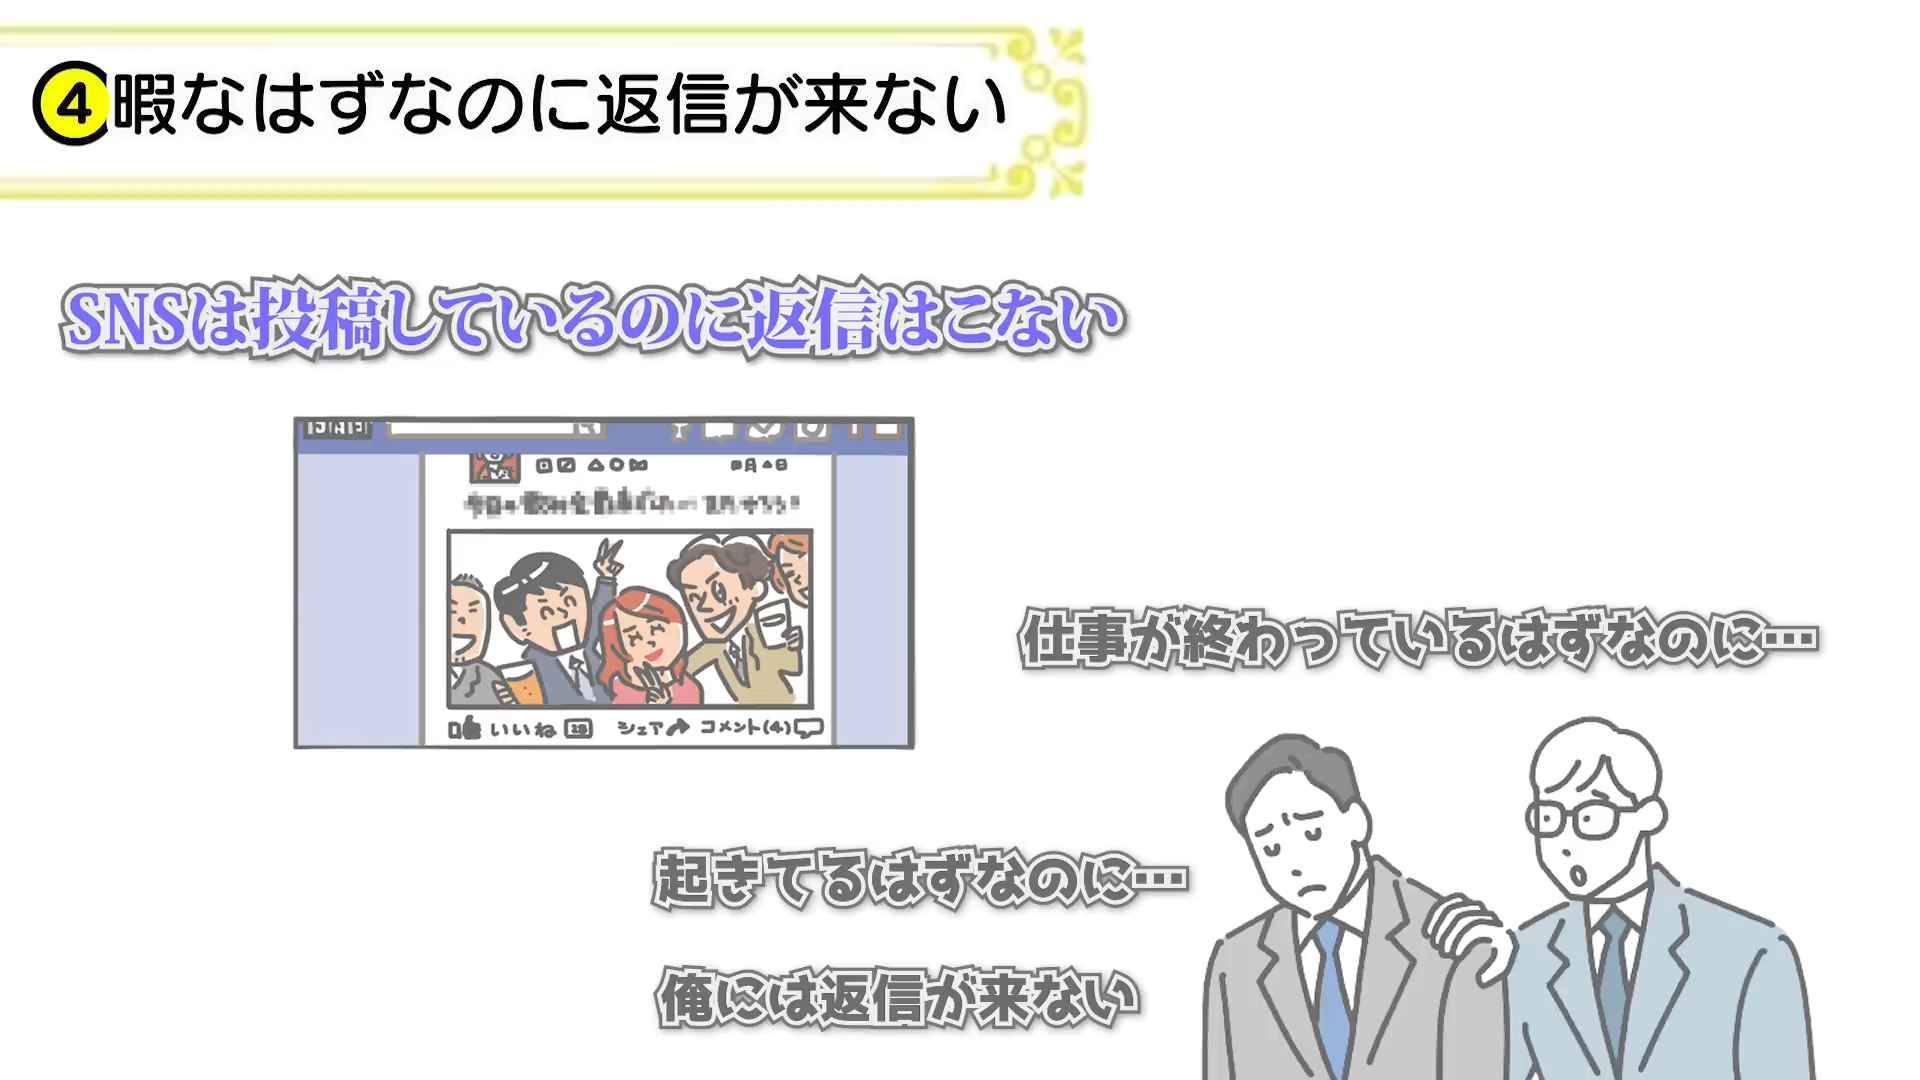 ④暇なはずなのに返信が来ない
SNSは投稿しているのに返信はこない
いいね 20 シェア コメント(4)
仕事が終わっているはずなのに…
起きてるはずなのに…
俺には返信が来ない